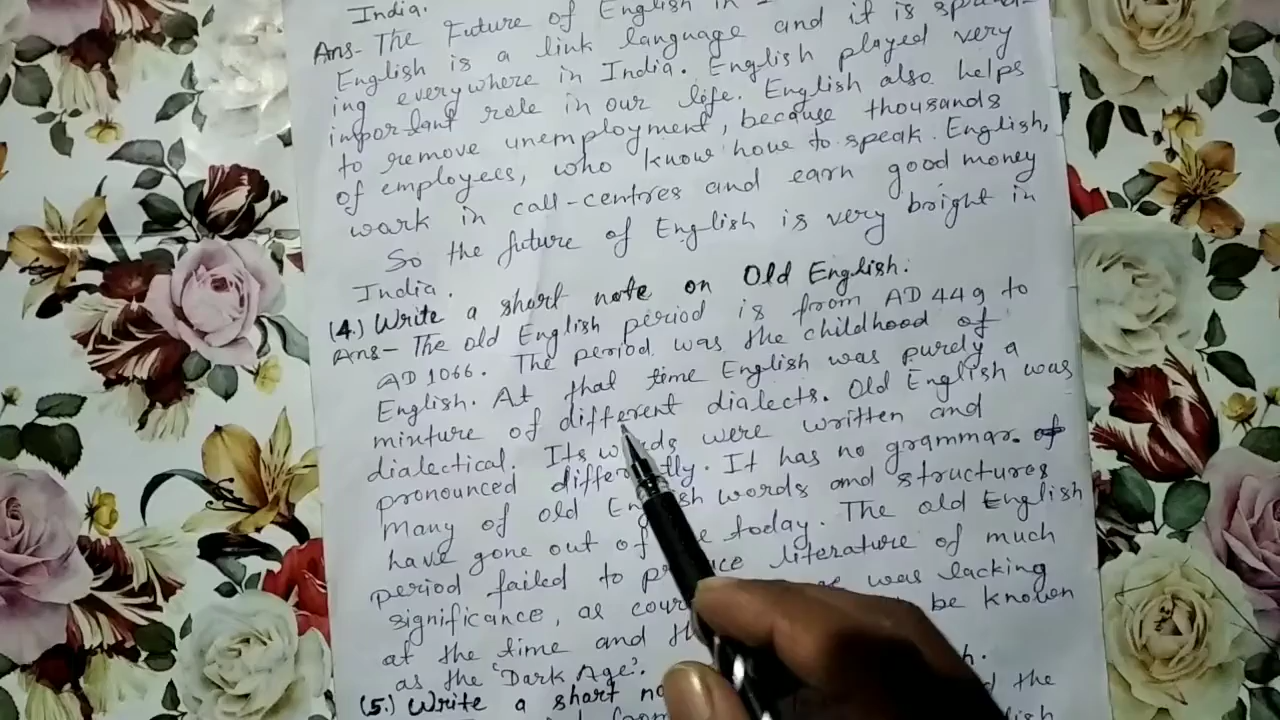 India.
Ans- The Future of English in
English is a link language and it is
ing everywhere in India. English played very
important role in our life. English also helps
to remove unemployment, because thousands
of employees, who know how to speak English,
work in call-centres and earn good money
So the future of English is very bright in
India.
(4.) Write a short note on Old English.
Ans- The old English period is from AD 449 to
AD 1066. The period was the childhood of
English. At that time English was purely a
mixture of different dialects. Old English was
dialectical. Its words were written and
pronounced differently. It has no grammar.
many of old English words and structures
have gone out of today. The old English
period failed to literature of much
significance, as was lacking
at the time and be known
as the 'Dark Age'.
(5.) Write a short
the